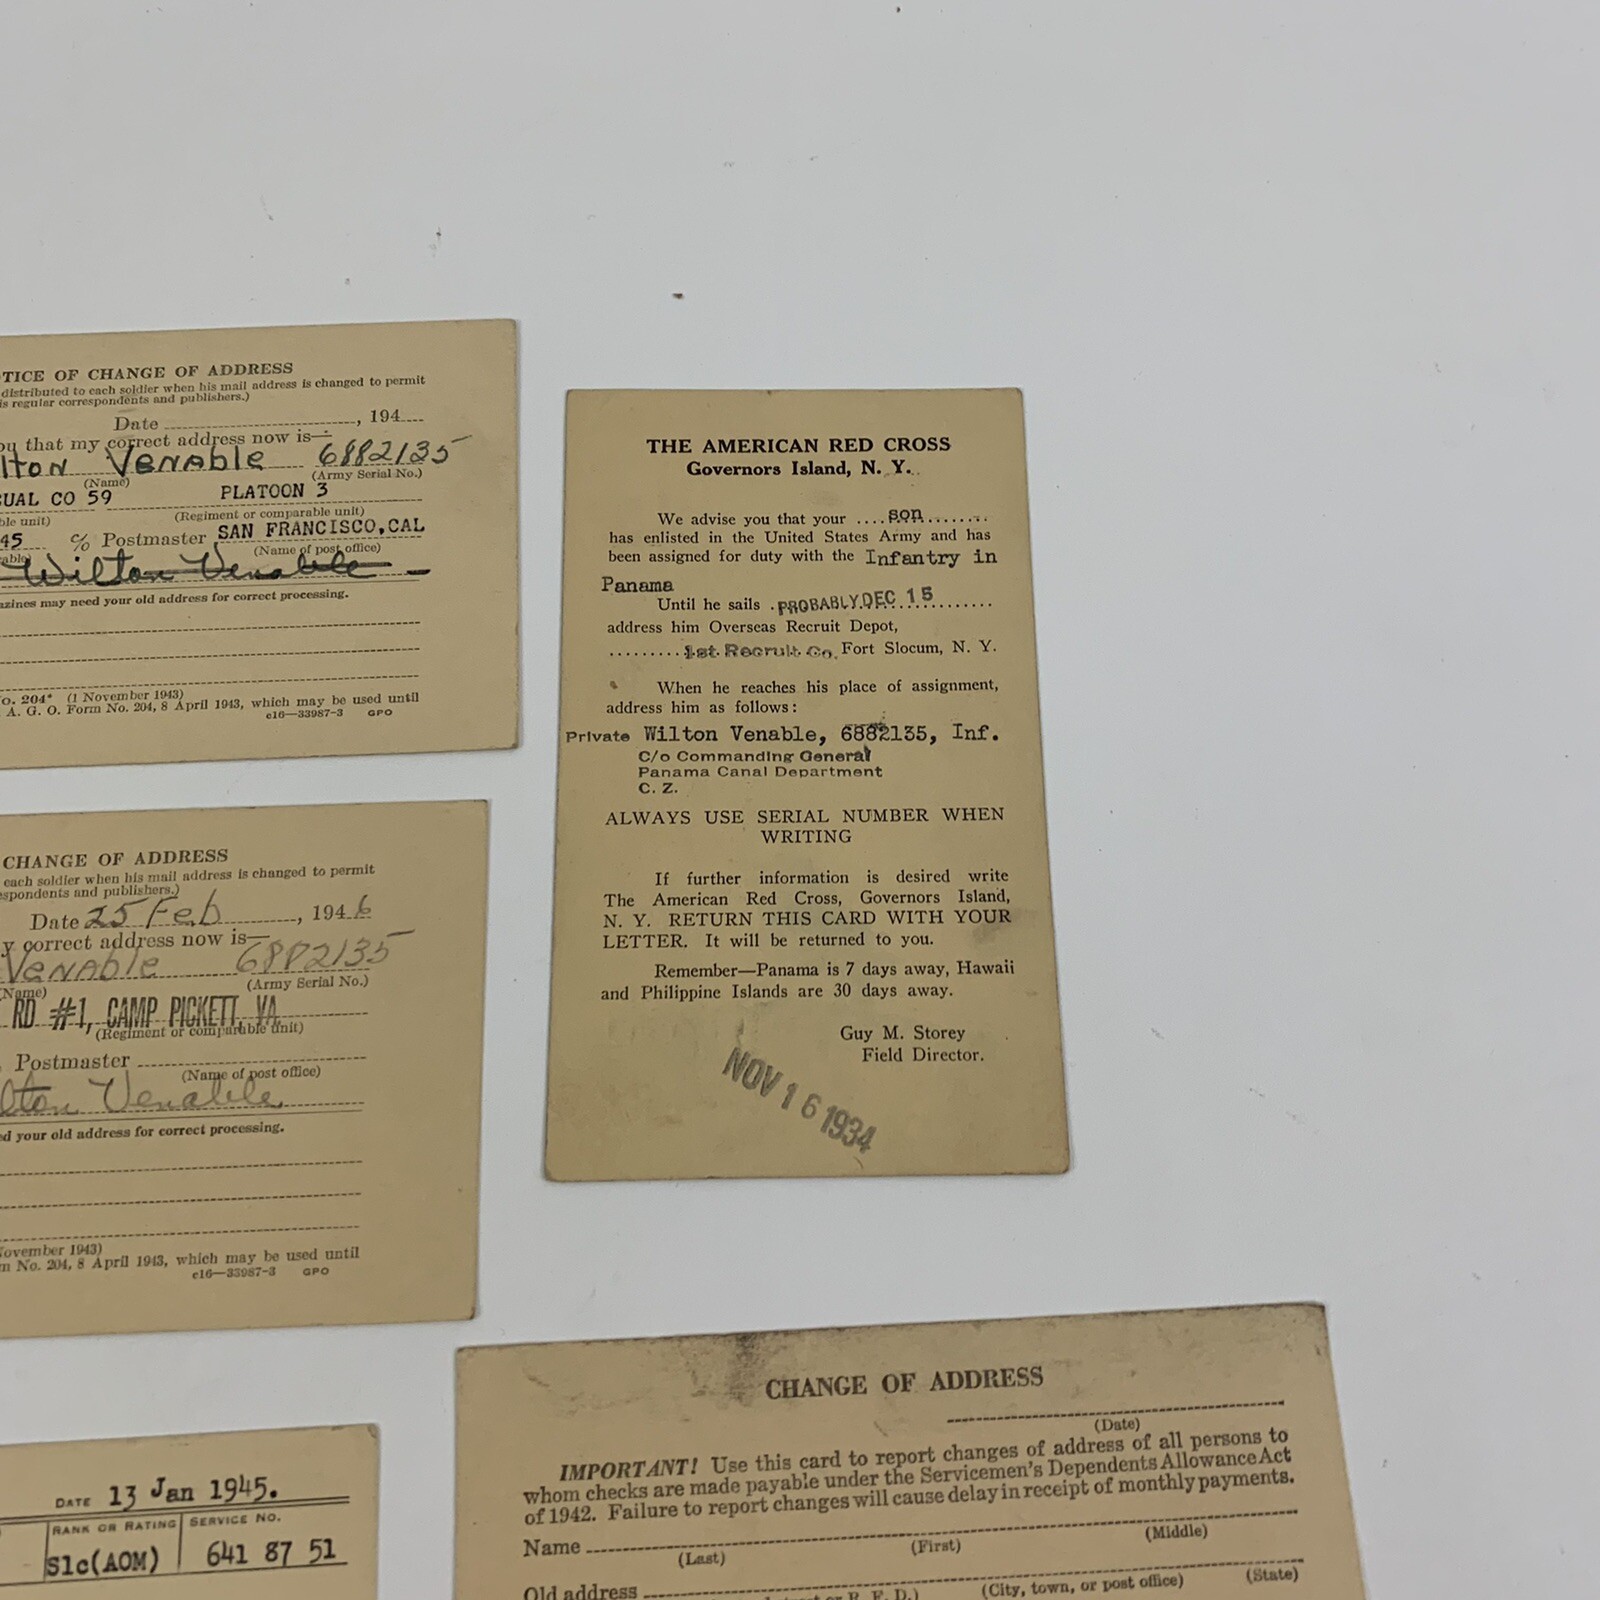 TICE OF CHANGE OF ADDRESS
distributed to each soldier when his mail address is changed to permit
is regular correspondents and publishers.)
Date , 194
ou that my correct address now is—
lton Venable 6882135
(Name) (Army Serial No.)
UAL CO 59 PLATOON 3
ble unit) (Regiment or comparable unit)
45 c/o Postmaster SAN FRANCISCO,CAL
able) (Name of post office)
Wilton Venable
azines may need your old address for correct processing.
o. 204* (1 November 1943)
A. G. O. Form No. 204, 8 April 1943, which may be used until
c16—33987-3 GPO
CHANGE OF ADDRESS
each soldier when his mail address is changed to permit
espondents and publishers.)
Date 25 Feb , 1946
y correct address now is—
Venable 6882135
(Name) (Army Serial No.)
RD #1, CAMP PICKETT, VA.
(Regiment or comparable unit)
Postmaster
(Name of post office)
lton Venable
ed your old address for correct processing.
November 1943)
m No. 204, 8 April 1943, which may be used until
c16—33987-3 GPO
DATE 13 Jan 1945.
RANK OR RATING SERVICE NO.
S1c(AOM) 641 87 51
THE AMERICAN RED CROSS
Governors Island, N. Y.
We advise you that your ....son........
has enlisted in the United States Army and has
been assigned for duty with the Infantry in
Panama
Until he sails .PROBABLY.DEC 15..............
address him Overseas Recruit Depot,
.........1st Recruit Co. Fort Slocum, N. Y.
When he reaches his place of assignment,
address him as follows:
Private Wilton Venable, 6882135, Inf.
C/o Commanding General
Panama Canal Department
C. Z.
ALWAYS USE SERIAL NUMBER WHEN
WRITING
If further information is desired write
The American Red Cross, Governors Island,
N. Y. RETURN THIS CARD WITH YOUR
LETTER. It will be returned to you.
Remember—Panama is 7 days away, Hawaii
and Philippine Islands are 30 days away.
Guy M. Storey
Field Director.
NOV 16 1934
CHANGE OF ADDRESS
(Date)
IMPORTANT! Use this card to report changes of address of all persons to
whom checks are made payable under the Servicemen's Dependents Allowance Act
of 1942. Failure to report changes will cause delay in receipt of monthly payments.
Name
(Last) (First) (Middle)
Old address
R. F. D.) (City, town, or post office) (State)